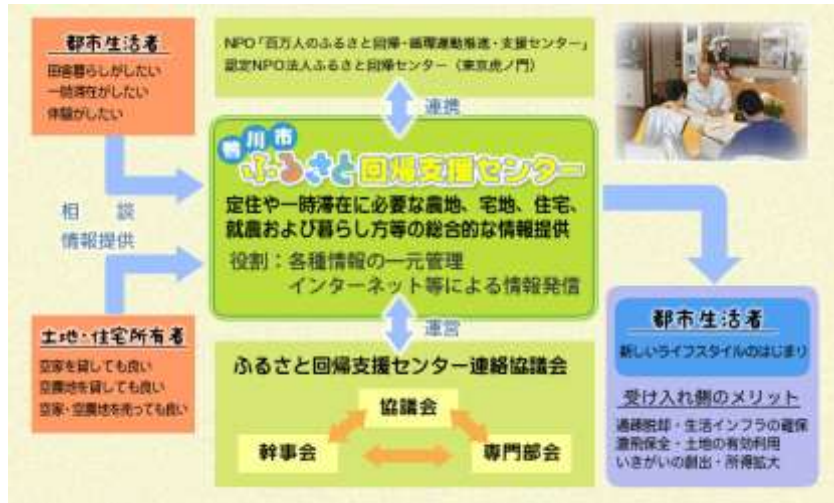 都市生活者
田舎暮らしがしたい
一時滞在がしたい
体験がしたい
NPO「百万人のふるさと回帰・循環運動推進・支援センター」
認定NPO法人ふるさと回帰センター（東京虎ノ門）
連携
鴨川市
ふるさと回帰支援センター
定住や一時滞在に必要な農地、宅地、住宅、
就農および暮らし方等の総合的な情報提供
役割：各種情報の一元管理
インターネット等による情報発信
相　談
情報提供
土地・住宅所有者
空家を貸しても良い
空農地を貸しても良い
空家・空農地を売っても良い
運営
ふるさと回帰支援センター連絡協議会
協議会
幹事会
専門部会
都市生活者
新しいライフスタイルのはじまり
受け入れ側のメリット
過疎脱却・生活インフラの確保
保全・土地の有効利用
いきがいの創出・所得拡大